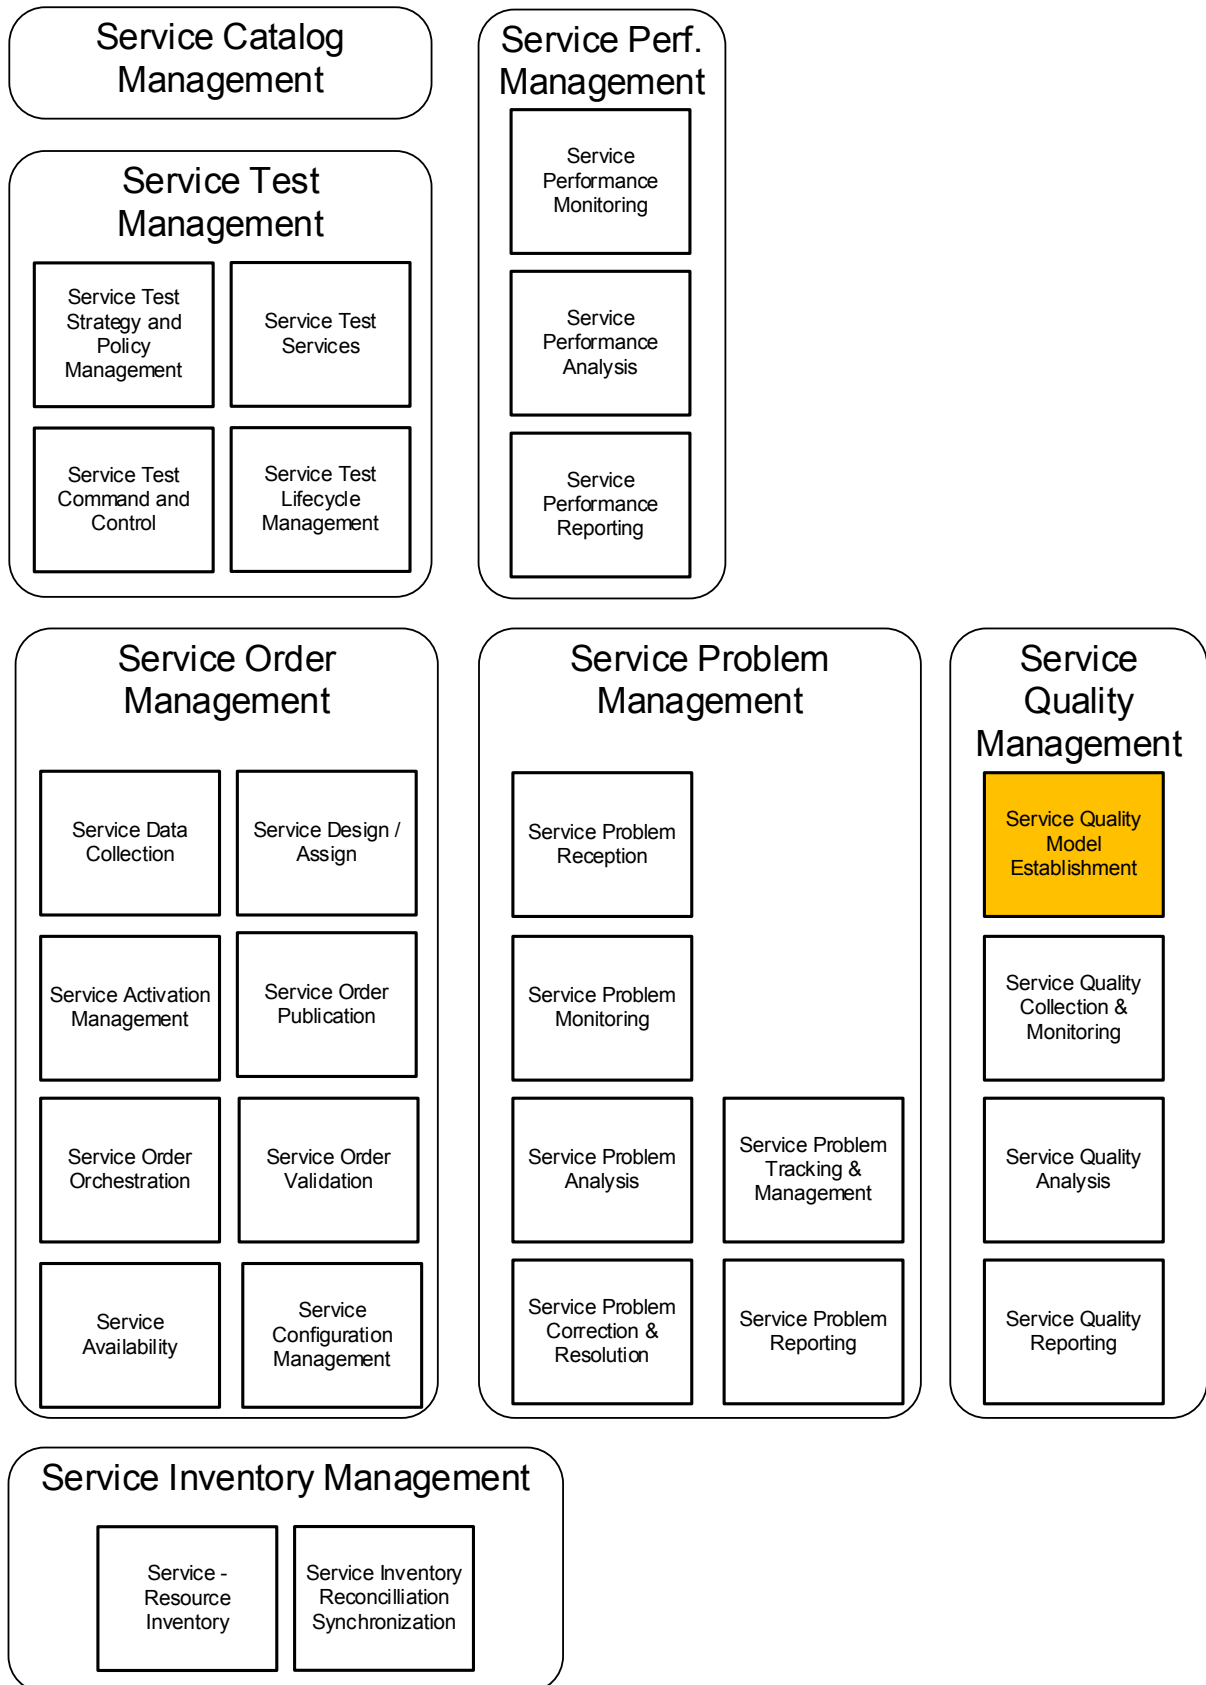 Service Catalog
Management
Service Perf.
Management
Service
Performance
Monitoring
Service
Performance
Analysis
Service
Performance
Reporting
Service Test
Management
Service Test
Strategy and
Policy
Management
Service Test
Services
Service Test
Command and
Control
Service Test
Lifecycle
Management
Service Order
Management
Service Data
Collection
Service Design /
Assign
Service Activation
Management
Service Order
Publication
Service Order
Orchestration
Service Order
Validation
Service
Availability
Service
Configuration
Management
Service Problem
Management
Service Problem
Reception
Service Problem
Monitoring
Service Problem
Analysis
Service Problem
Tracking &
Management
Service Problem
Correction &
Resolution
Service Problem
Reporting
Service
Quality
Management
Service Quality
Model
Establishment
Service Quality
Collection &
Monitoring
Service Quality
Analysis
Service Quality
Reporting
Service Inventory Management
Service -
Resource
Inventory
Service Inventory
Reconcilliation
Synchronization